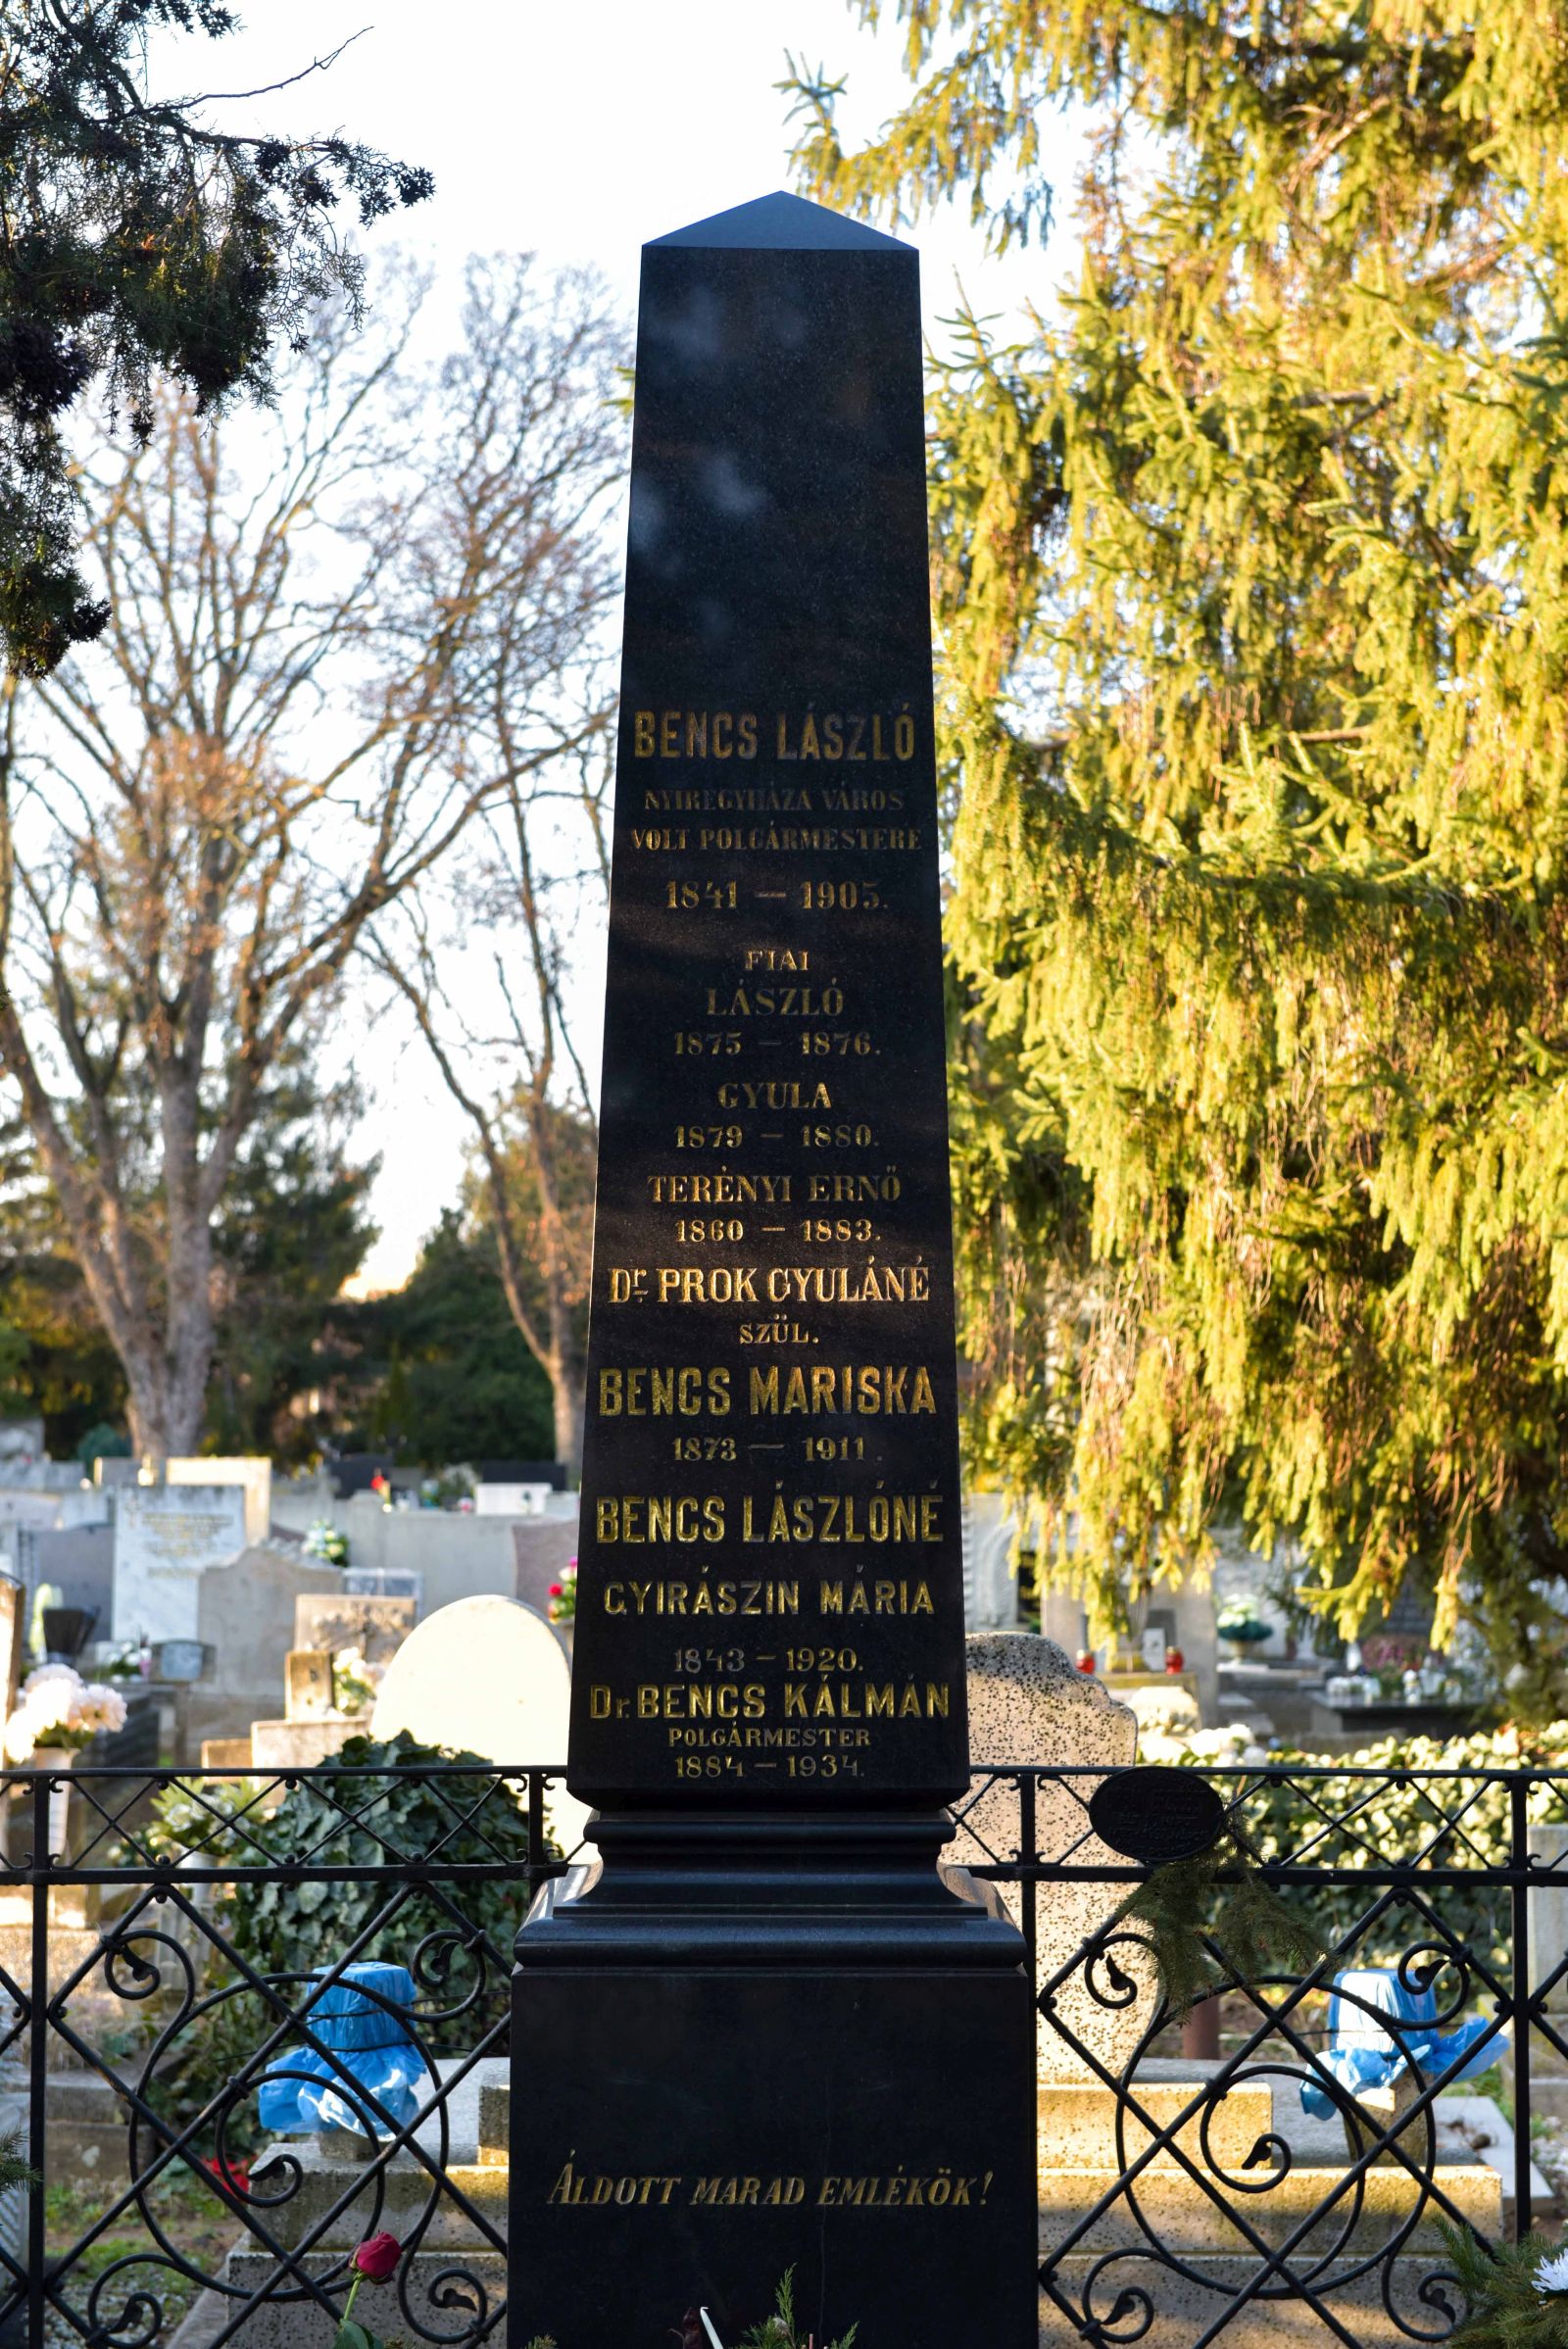 BENCS LÁSZLÓ
NYIREGYHÁZA VÁROS
VOLT POLGÁRMESTERE
1841 — 1905.
FIAI
LÁSZLÓ
1875 — 1876.
GYULA
1879 — 1880.
TERÉNYI ERNŐ
1860 — 1883.
Dr PROK GYULÁNÉ
SZÜL.
BENCS MARISKA
1873 — 1911.
BENCS LÁSZLÓNÉ
GYIRÁSZIN MÁRIA
1843 — 1920.
Dr. BENCS KÁLMÁN
POLGÁRMESTER
1884 — 1934.
ÁLDOTT MARAD EMLÉKÖK!